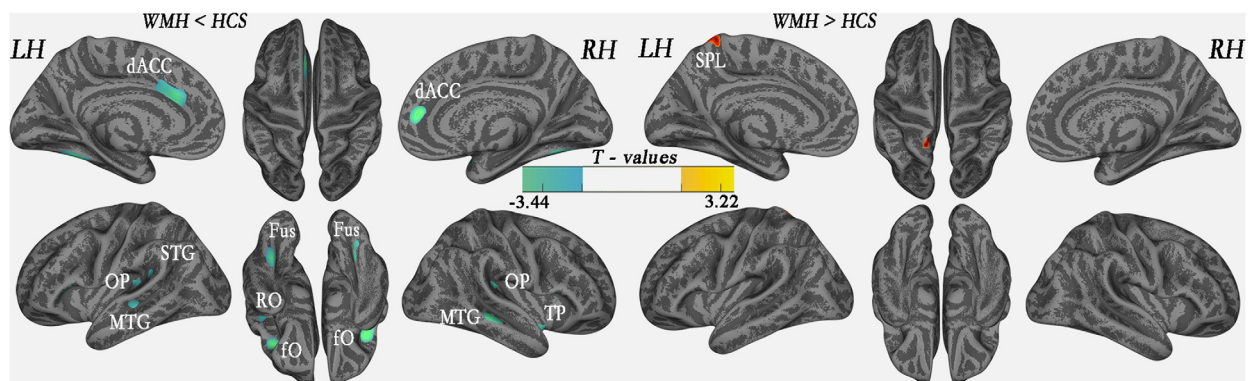 WMH < HCS
WMH > HCS
LH
RH
LH
RH
dACC
dACC
SPL
T - values
-3.44
3.22
STG
OP
MTG
Fus
Fus
RO
fO
fO
OP
MTG
TP